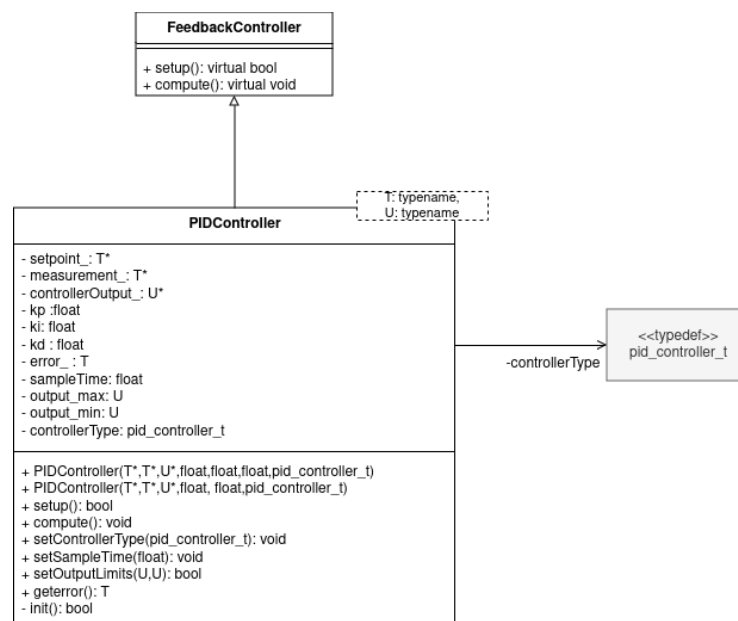 FeedbackController
+ setup(): virtual bool
+ compute(): virtual void
T: typename,
U: typename
PIDController
- setpoint_: T*
- measurement_: T*
- controllerOutput_: U*
- kp :float
- ki: float
- kd : float
- error_ : T
- sampleTime: float
- output_max: U
- output_min: U
- controllerType: pid_controller_t
+ PIDController(T*,T*,U*,float,float,float,pid_controller_t)
+ PIDController(T*,T*,U*,float, float,pid_controller_t)
+ setup(): bool
+ compute(): void
+ setControllerType(pid_controller_t): void
+ setSampleTime(float): void
+ setOutputLimits(U,U): bool
+ geterror(): T
- init(): bool
-controllerType
<<typedef>>
pid_controller_t